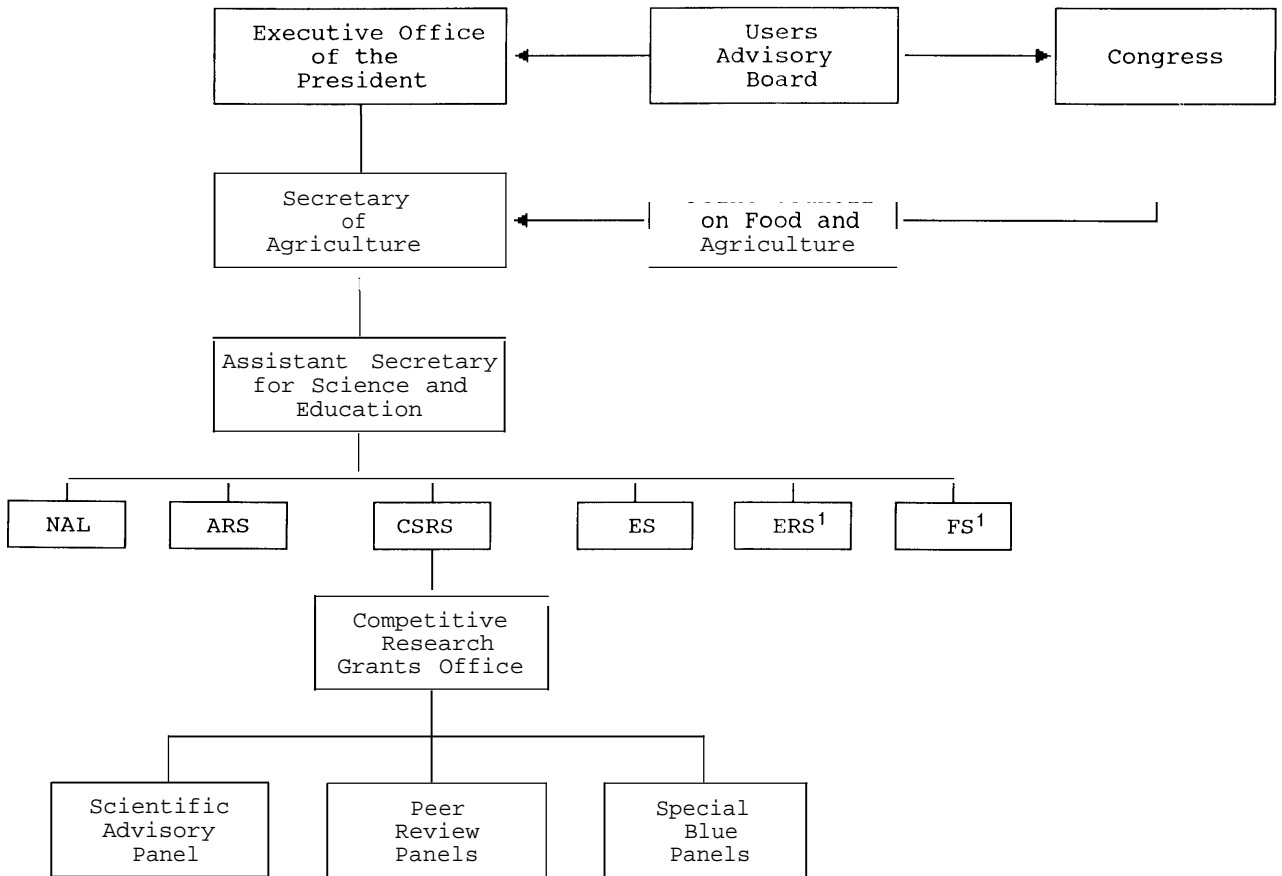 Executive Office
of the
President
Users
Advisory
Board
Congress
Secretary
of
Agriculture
on Food and
Agriculture
Assistant Secretary
for Science and
Education
NAL
ARS
CSRS
ES
ERS¹
FS¹
Competitive
Research
Grants Office
Scientific
Advisory
Panel
Peer
Review
Panels
Special
Blue
Panels